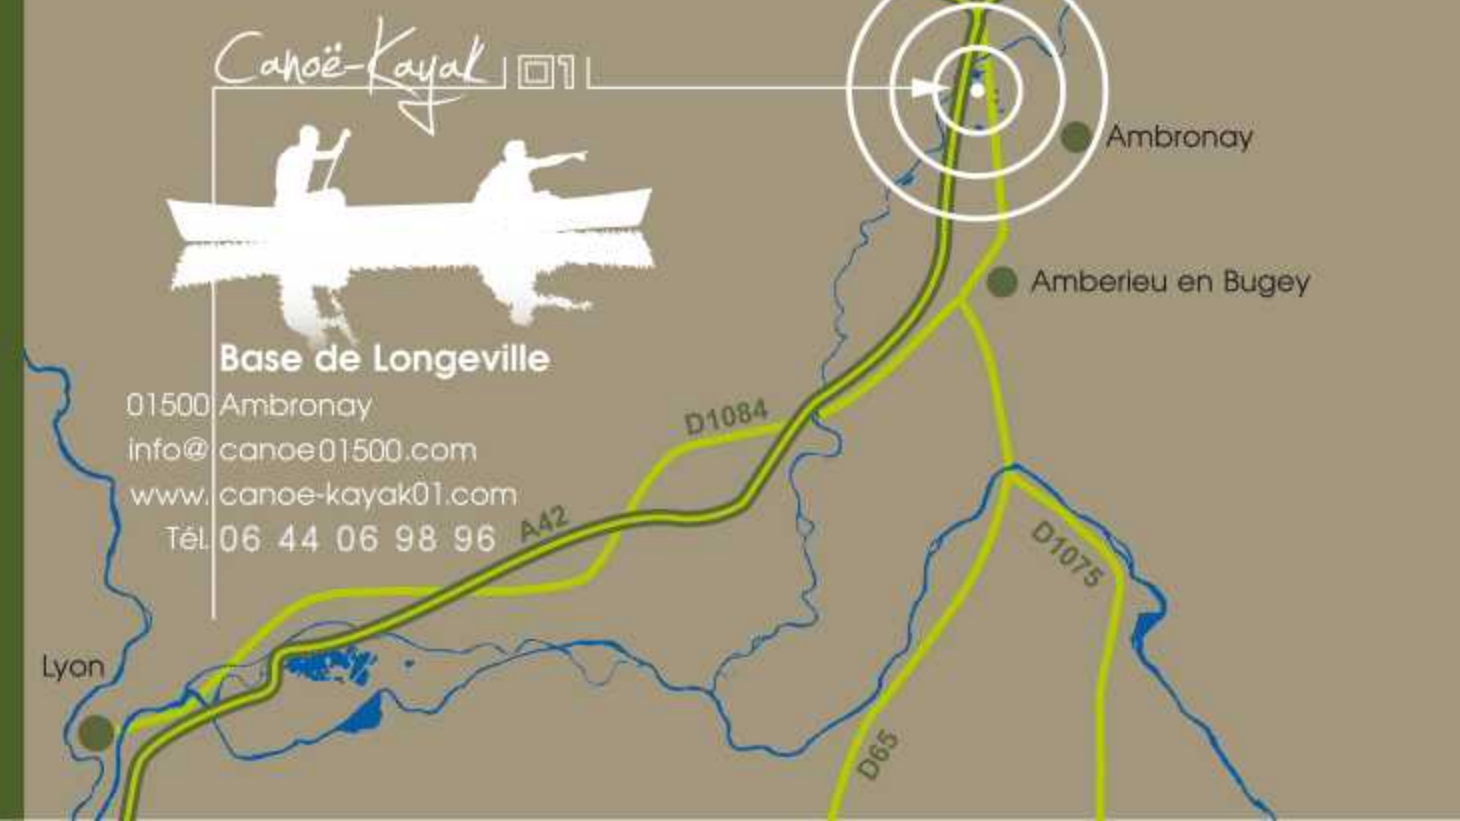 Canoë-Kayak 01
Ambronay
Amberieu en Bugey
Base de Longeville
01500 Ambronay
info@canoe01500.com
www.canoe-kayak01.com
Tél. 06 44 06 98 96
D1084
A42
D1075
Lyon
D65